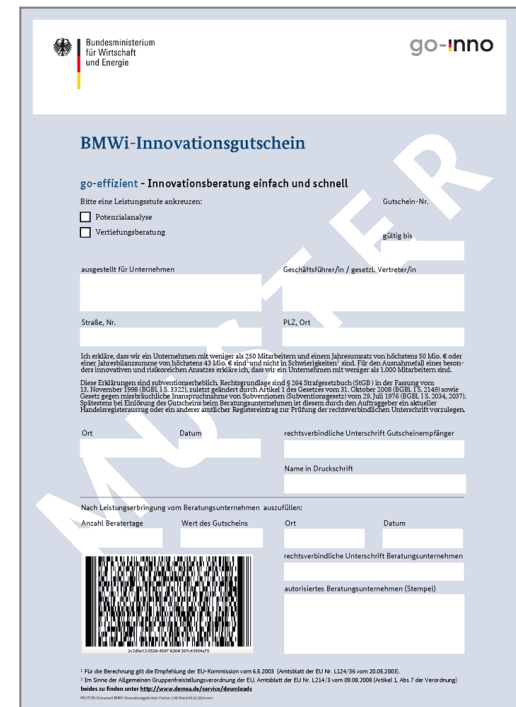 Bundesministerium
für Wirtschaft
und Energie
go-inno
BMWi-Innovationsgutschein
go-effizient - Innovationsberatung einfach und schnell
Bitte eine Leistungsstufe ankreuzen:
Gutschein-Nr.
Potenzialanalyse
Vertiefungsberatung
gültig bis
ausgestellt für Unternehmen
Geschäftsführer/in / gesetzl. Vertreter/in
Straße, Nr.
PLZ, Ort
Ich erkläre, dass wir ein Unternehmen mit weniger als 250 Mitarbeitern und einem Jahresumsatz von höchstens 50 Mio. € oder
einer Jahresbilanzsumme von höchstens 43 Mio. € sind¹ und nicht in Schwierigkeiten² sind. Für den Ausnahmefall eines beson-
ders innovativen und risikoreichen Ansatzes erkläre ich, dass wir ein Unternehmen mit weniger als 1.000 Mitarbeitern sind.
Diese Erklärungen sind subventionserheblich. Rechtsgrundlage sind § 264 Strafgesetzbuch (StGB ) in der Fassung vom
13. November 1998 (BGBl. I S. 3322), zuletzt geändert durch Artikel 1 des Gesetzes vom 31. Oktober 2008 (BGBl. I S. 2149) sowie
Gesetz gegen missbräuchliche Inanspruchnahme von Subventionen (Subventionsgesetz) vom 29. Juli 1976 (BGBl. I S. 2034, 2037).
Spätestens bei Einlösung des Gutscheins beim Beratungsunternehmen ist diesem durch den Auftraggeber ein aktueller
Handelsregisterauszug oder ein anderer amtlicher Registereintrag zur Prüfung der rechtsverbindlichen Unterschrift vorzulegen.
Ort
Datum
rechtsverbindliche Unterschrift Gutscheinempfänger
Name in Druckschrift
Nach Leistungserbringung vom Beratungsunternehmen auszufüllen:
Anzahl Beratertage
Wert des Gutscheins
Ort
Datum
rechtsverbindliche Unterschrift Beratungsunternehmen
autorisiertes Beratungsunternehmen (Stempel)
¹ Für die Berechnung gilt die Empfehlung der EU-Kommission vom 6.5 2003 (Amtsblatt der EU Nr. L124/36 vom 20.05.2003).
² Im Sinne der Allgemeinen Gruppenfreistellungsverordnung der EU, Amtsblatt der EU Nr. L214/3 vom 09.08.2008 (Artikel 1, Abs 7 der Verordnung)
beides zu finden unter http://www.demea.de/service/downloads
MUSTER